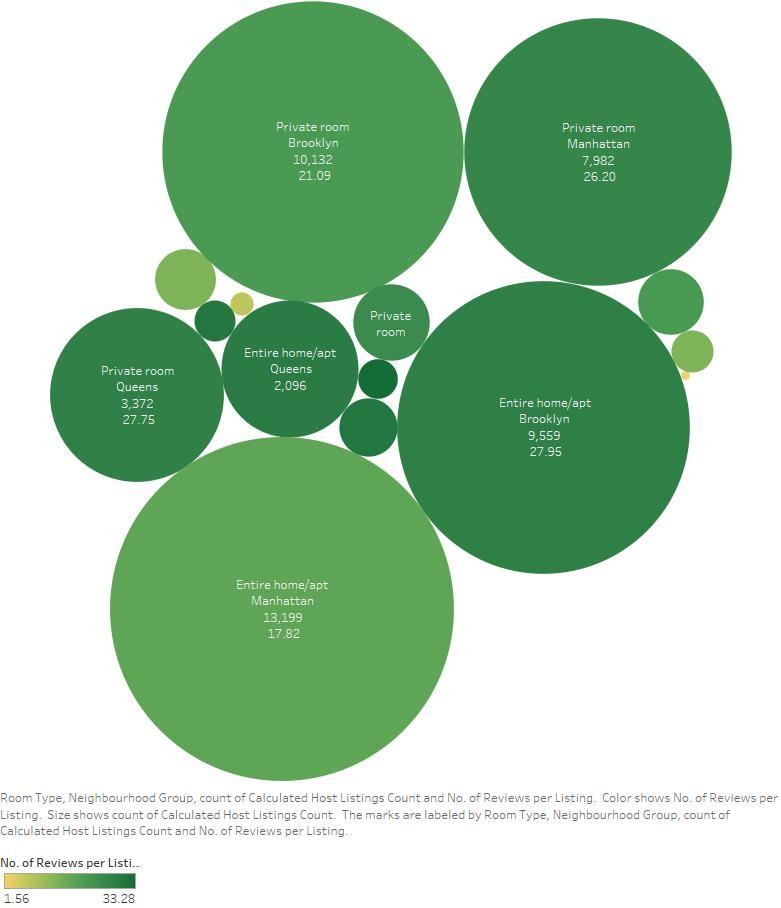 Private room
Brooklyn
10,132
21.09
Private room
Manhattan
7,982
26.20
Private
room
Entire home/apt
Queens
2,096
Private room
Queens
3,372
27.75
Entire home/apt
Brooklyn
9,559
27.95
Entire home/apt
Manhattan
13,199
17.82
Room Type, Neighbourhood Group, count of Calculated Host Listings Count and No. of Reviews per Listing.  Color shows No. of Reviews per
Listing.  Size shows count of Calculated Host Listings Count.  The marks are labeled by Room Type, Neighbourhood Group, count of
Calculated Host Listings Count and No. of Reviews per Listing.
No. of Reviews per Listi..
1.56 33.28